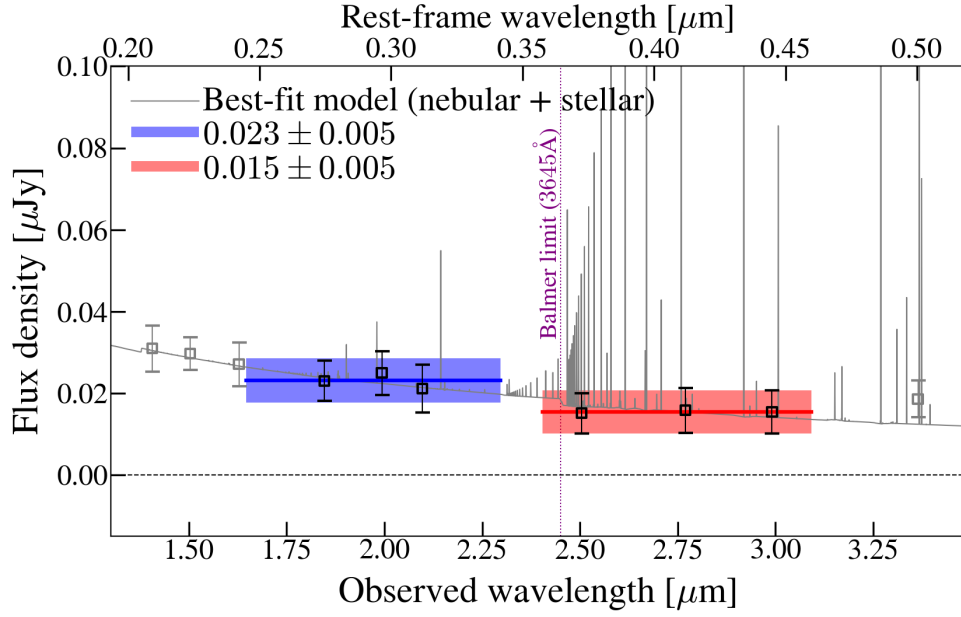 Rest-frame wavelength [μm]
0.20 0.25 0.30 0.35 0.40 0.45 0.50
Flux density [μJy]
0.10
0.08
0.06
0.04
0.02
0.00
Best-fit model (nebular + stellar)
0.023 ± 0.005
0.015 ± 0.005
Balmer limit (3645Å)
1.50 1.75 2.00 2.25 2.50 2.75 3.00 3.25
Observed wavelength [μm]